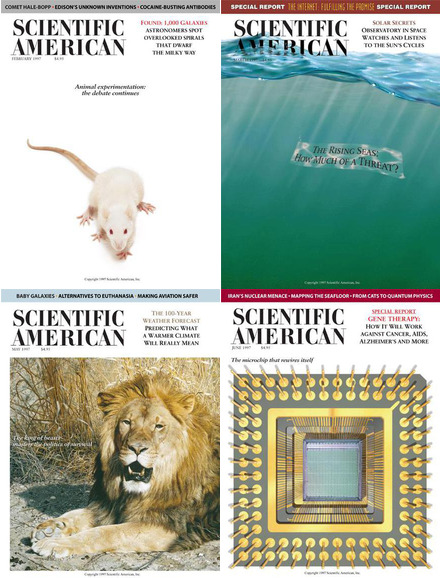 COMET HALE-BOPP • EDISON'S UNKNOWN INVENTIONS • COCAINE-BUSTING ANTIBODIES
SCIENTIFIC
AMERICAN
FEBRUARY 1997 $4.95
FOUND: 1,000 GALAXIES
ASTRONOMERS SPOT
OVERLOOKED SPIRALS
THAT DWARF
THE MILKY WAY
Animal experimentation:
the debate continues
Copyright 1997 Scientific American, Inc.
SPECIAL REPORT THE INTERNET: FULFILLING THE PROMISE SPECIAL REPORT
SCIENTIFIC
AMERICAN
SOLAR SECRETS
OBSERVATORY IN SPACE
WATCHES AND LISTENS
TO THE SUN'S CYCLES
THE RISING SEAS:
HOW MUCH OF A THREAT?
Copyright 1997 Scientific American, Inc.
BABY GALAXIES • ALTERNATIVES TO EUTHANASIA • MAKING AVIATION SAFER
SCIENTIFIC
AMERICAN
MAY 1997 $4.95
THE 100-YEAR
WEATHER FORECAST
PREDICTING WHAT
A WARMER CLIMATE
WILL REALLY MEAN
The king of beasts
masters the politics of survival
Copyright 1997 Scientific American, Inc.
IRAN'S NUCLEAR MENACE • MAPPING THE SEAFLOOR • FROM CATS TO QUANTUM PHYSICS
SCIENTIFIC
AMERICAN
JUNE 1997 $4.95
SPECIAL REPORT
GENE THERAPY:
HOW IT WILL WORK
AGAINST CANCER, AIDS,
ALZHEIMER'S AND MORE
The microchip that rewires itself
Copyright 1997 Scientific American, Inc.